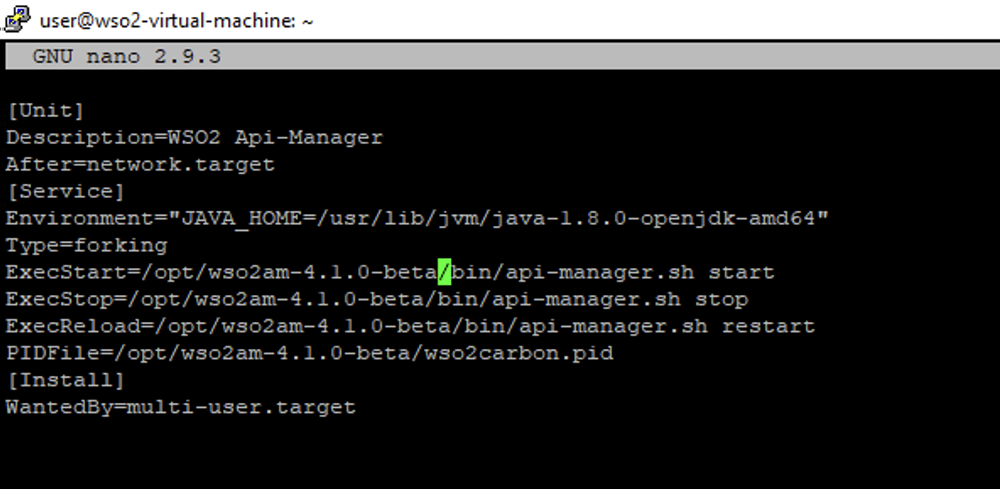 user@wso2-virtual-machine: ~
GNU nano 2.9.3
[Unit]
Description=WSO2 Api-Manager
After=network.target
[Service]
Environment="JAVA_HOME=/usr/lib/jvm/java-1.8.0-openjdk-amd64"
Type=forking
ExecStart=/opt/wso2am-4.1.0-beta/bin/api-manager.sh start
ExecStop=/opt/wso2am-4.1.0-beta/bin/api-manager.sh stop
ExecReload=/opt/wso2am-4.1.0-beta/bin/api-manager.sh restart
PIDFile=/opt/wso2am-4.1.0-beta/wso2carbon.pid
[Install]
WantedBy=multi-user.target